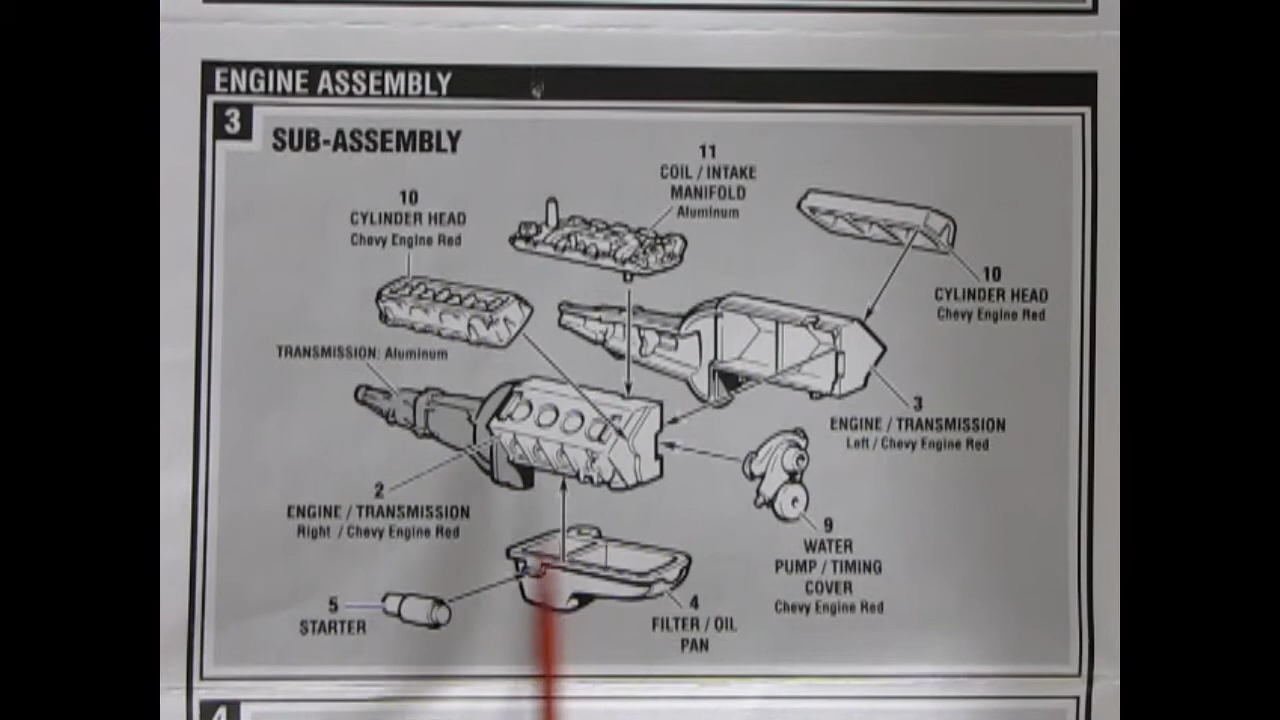 ENGINE ASSEMBLY
3
SUB-ASSEMBLY
11
COIL / INTAKE
MANIFOLD
Aluminum
10
CYLINDER HEAD
Chevy Engine Red
10
CYLINDER HEAD
Chevy Engine Red
TRANSMISSION: Aluminum
3
ENGINE / TRANSMISSION
Left / Chevy Engine Red
2
ENGINE / TRANSMISSION
Right / Chevy Engine Red
9
WATER
PUMP / TIMING
COVER
Chevy Engine Red
5
STARTER
4
FILTER / OIL
PAN
4